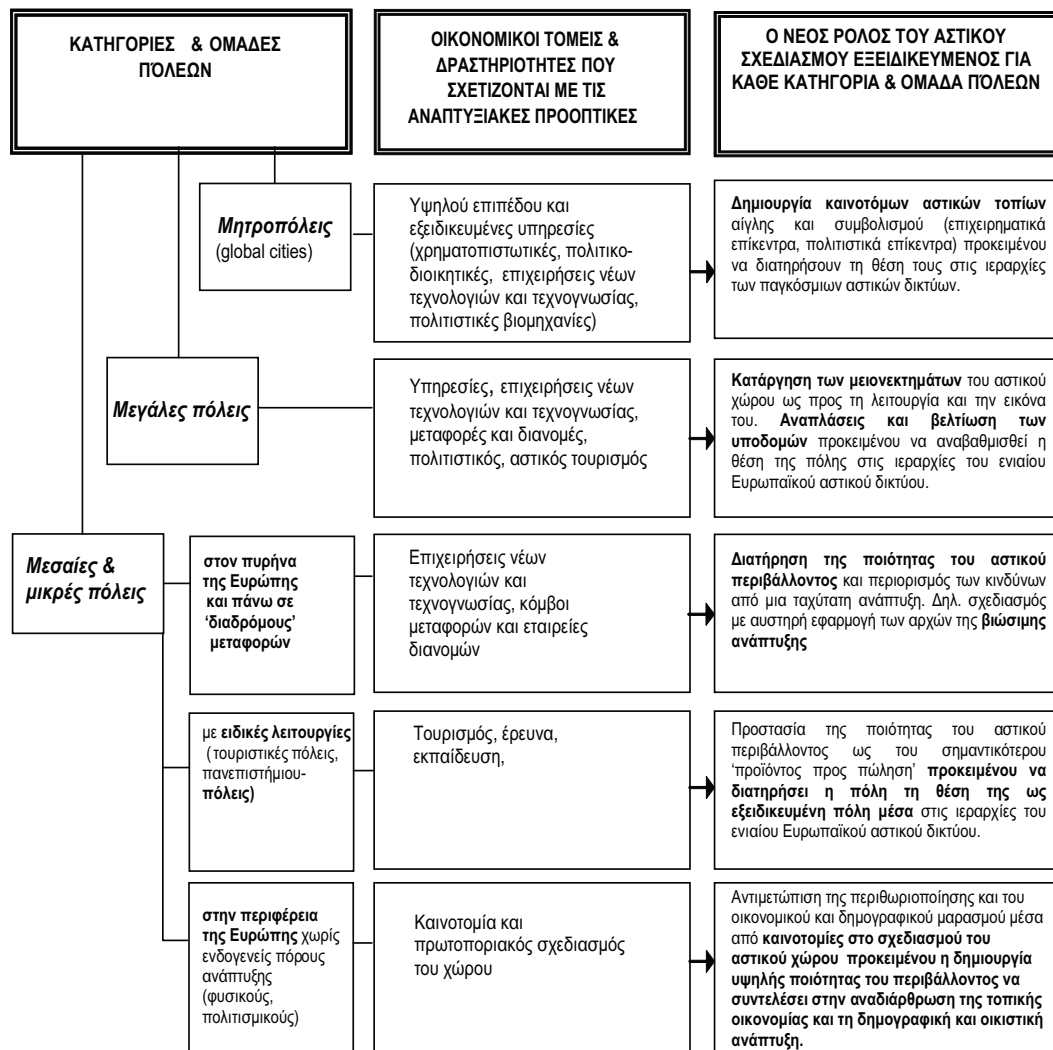 ΚΑΤΗΓΟΡΙΕΣ & ΟΜΑΔΕΣ
ΠΌΛΕΩΝ
ΟΙΚΟΝΟΜΙΚΟΙ ΤΟΜΕΙΣ &
ΔΡΑΣΤΗΡΙΟΤΗΤΕΣ ΠΟΥ
ΣΧΕΤΙΖΟΝΤΑΙ ΜΕ ΤΙΣ
ΑΝΑΠΤΥΞΙΑΚΕΣ ΠΡΟΟΠΤΙΚΕΣ
Ο ΝΕΟΣ ΡΟΛΟΣ ΤΟΥ ΑΣΤΙΚΟΥ
ΣΧΕΔΙΑΣΜΟΥ ΕΞΕΙΔΙΚΕΥΜΕΝΟΣ ΓΙΑ
ΚΑΘΕ ΚΑΤΗΓΟΡΙΑ & ΟΜΑΔΑ ΠΌΛΕΩΝ
Μητροπόλεις
(global cities)
Υψηλού επιπέδου και
εξειδικευμένες υπηρεσίες
(χρηματοπιστωτικές, πολιτικο-
διοικητικές, επιχειρήσεις νέων
τεχνολογιών και τεχνογνωσίας,
πολιτιστικές βιομηχανίες)
Δημιουργία καινοτόμων αστικών τοπίων
αίγλης και συμβολισμού (επιχειρηματικά
επίκεντρα, πολιτιστικά επίκεντρα) προκειμένου
να διατηρήσουν τη θέση τους στις ιεραρχίες
των παγκόσμιων αστικών δικτύων.
Μεγάλες πόλεις
Υπηρεσίες, επιχειρήσεις νέων
τεχνολογιών και τεχνογνωσίας,
μεταφορές και διανομές,
πολιτιστικός, αστικός τουρισμός
Κατάργηση των μειονεκτημάτων του αστικού
χώρου ως προς τη λειτουργία και την εικόνα
του. Αναπλάσεις και βελτίωση των
υποδομών προκειμένου να αναβαθμισθεί η
θέση της πόλης στις ιεραρχίες του ενιαίου
Ευρωπαϊκού αστικού δικτύου.
Μεσαίες &
μικρές πόλεις
στον πυρήνα
της Ευρώπης
και πάνω σε
'διαδρόμους'
μεταφορών
Επιχειρήσεις νέων
τεχνολογιών και
τεχνογνωσίας, κόμβοι
μεταφορών και εταιρείες
διανομών
Διατήρηση της ποιότητας του αστικού
περιβάλλοντος και περιορισμός των κινδύνων
από μια ταχύτατη ανάπτυξη. Δηλ. σχεδιασμός
με αυστηρή εφαρμογή των αρχών της βιώσιμης
ανάπτυξης
με ειδικές λειτουργίες
(τουριστικές πόλεις,
πανεπιστήμιου-
πόλεις)
Τουρισμός, έρευνα,
εκπαίδευση,
Προστασία της ποιότητας του αστικού
περιβάλλοντος ως του σημαντικότερου
'προϊόντος προς πώληση' προκειμένου να
διατηρήσει η πόλη τη θέση της ως
εξειδικευμένη πόλη μέσα στις ιεραρχίες του
ενιαίου Ευρωπαϊκού αστικού δικτύου.
στην περιφέρεια
της Ευρώπης χωρίς
ενδογενείς πόρους
ανάπτυξης
(φυσικούς,
πολιτισμικούς)
Καινοτομία και
πρωτοποριακός σχεδιασμός
του χώρου
Αντιμετώπιση της περιθωριοποίησης και του
οικονομικού και δημογραφικού μαρασμού μέσα
από καινοτομίες στο σχεδιασμό του
αστικού χώρου προκειμένου η δημιουργία
υψηλής ποιότητας του περιβάλλοντος να
συντελέσει στην αναδιάρθρωση της τοπικής
οικονομίας και τη δημογραφική και οικιστική
ανάπτυξη.